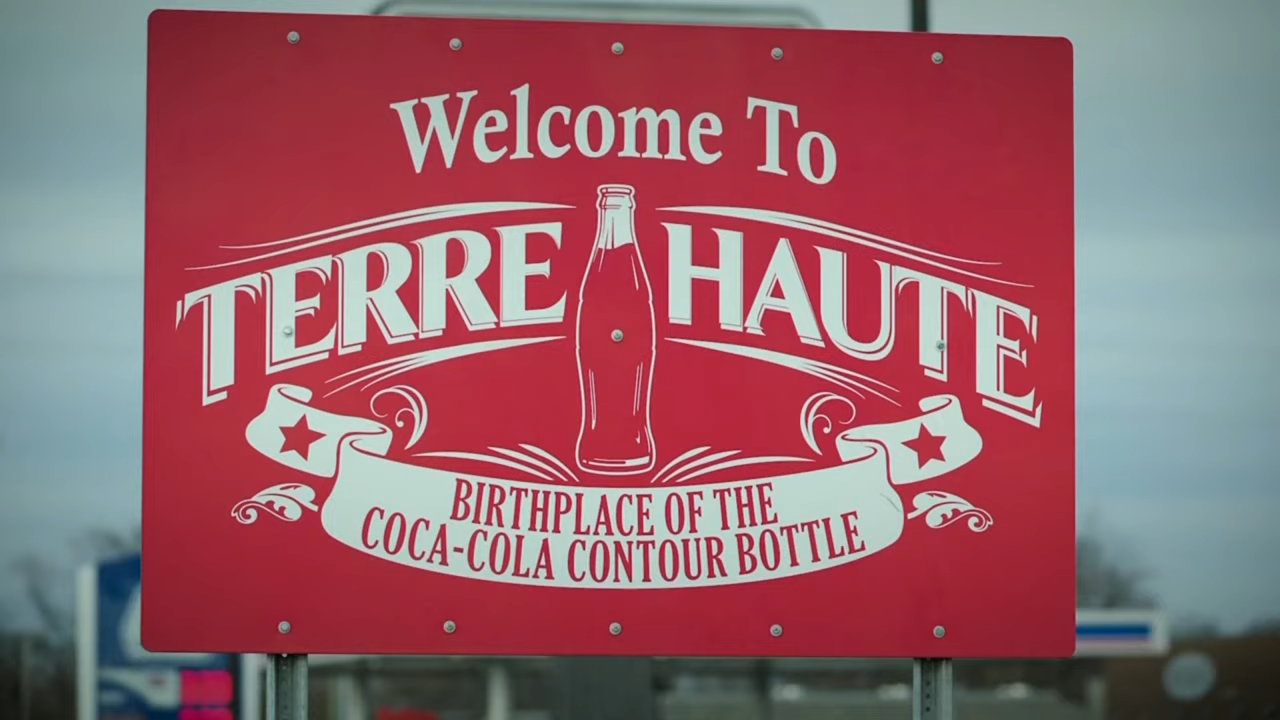 Welcome To
TERRE HAUTE
BIRTHPLACE OF THE
COCA-COLA CONTOUR BOTTLE